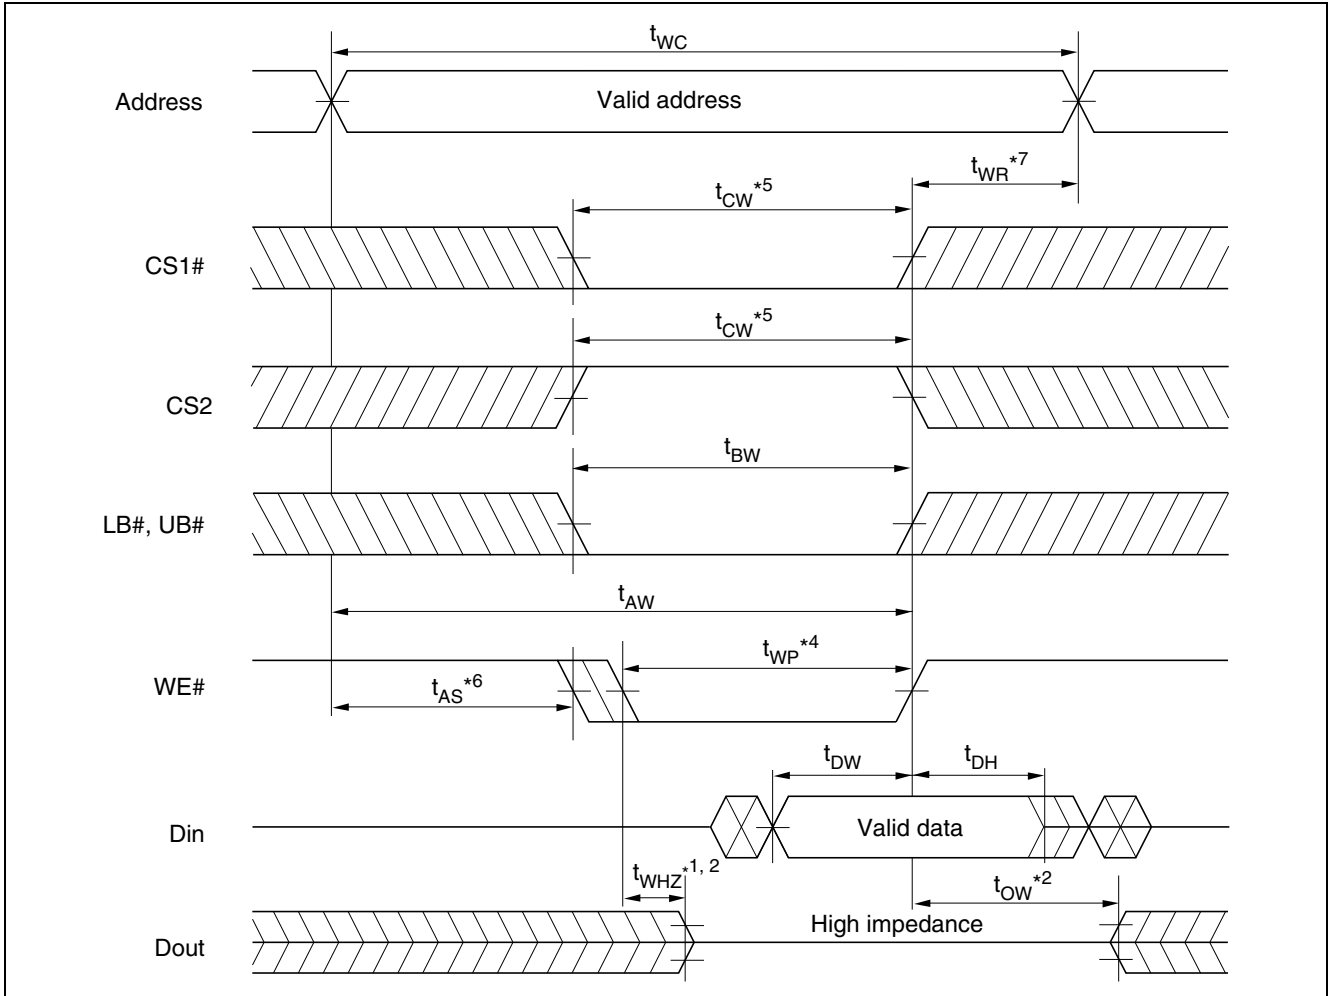 tWC
Address
Valid address
tWR*7
tCW*5
CS1#
tCW*5
CS2
tBW
LB#, UB#
tAW
tWP*4
WE#
tAS*6
tDW
tDH
Din
Valid data
tWHZ*1, 2
tOW*2
High impedance
Dout